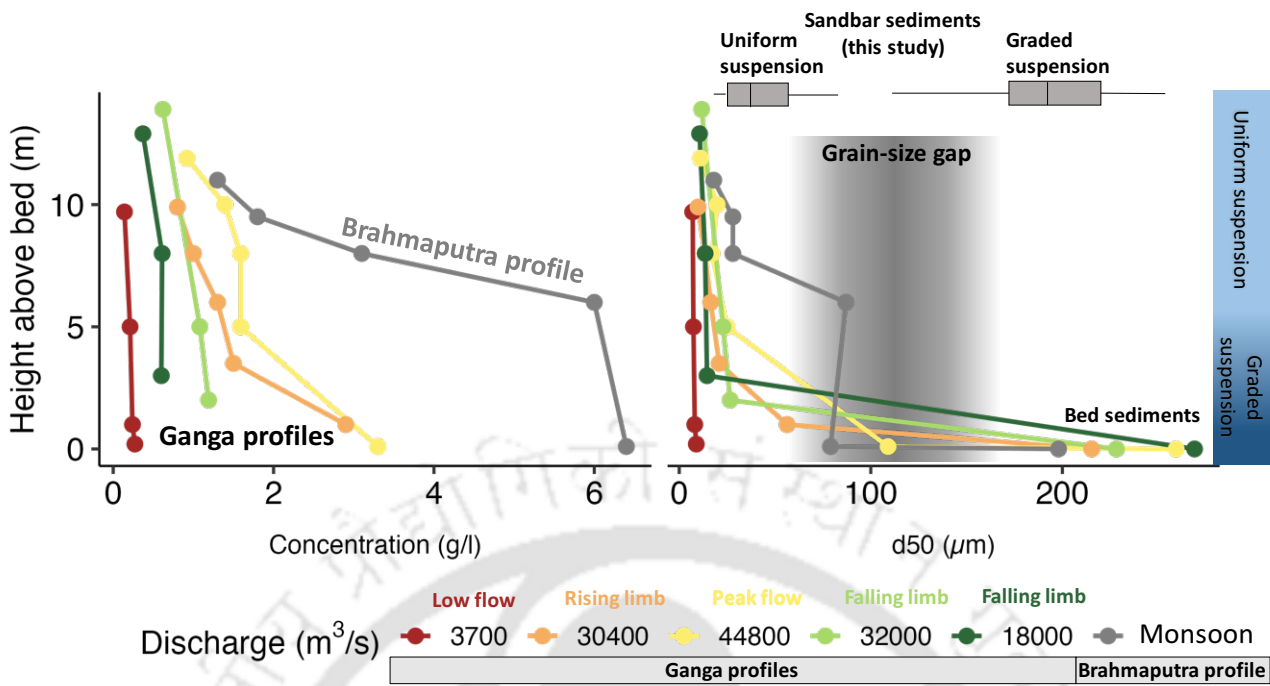 Sandbar sediments
(this study)
Uniform
suspension
Graded
suspension
Height above bed (m)
10
5
0
Brahmaputra profile
Ganga profiles
Grain-size gap
Bed sediments
Uniform suspension
Graded
suspension
0 2 4 6
0 100 200
Concentration (g/l)
d50 (µm)
Low flow Rising limb Peak flow Falling limb Falling limb
Discharge (m³/s) 3700 30400 44800 32000 18000 Monsoon
Ganga profiles Brahmaputra profile